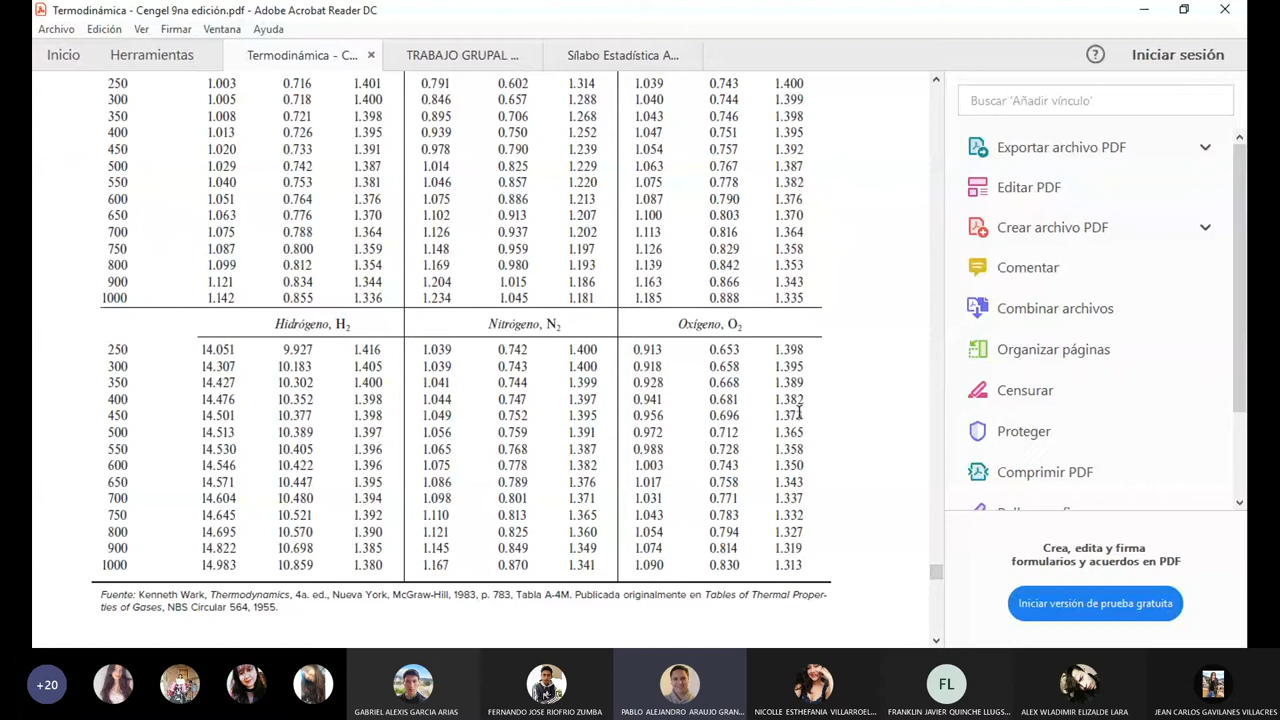 Termodinámica - Cengel 9na edición.pdf - Adobe Acrobat Reader DC
Archivo Edición Ver Firmar Ventana Ayuda
Inicio Herramientas Termodinámica - C... × TRABAJO GRUPAL ... Sílabo Estadística A... ? Iniciar sesión
250 1.003 0.716 1.401 0.791 0.602 1.314 1.039 0.743 1.400
300 1.005 0.718 1.400 0.846 0.657 1.288 1.040 0.744 1.399
350 1.008 0.721 1.398 0.895 0.706 1.268 1.043 0.746 1.398
400 1.013 0.726 1.395 0.939 0.750 1.252 1.047 0.751 1.395
450 1.020 0.733 1.391 0.978 0.790 1.239 1.054 0.757 1.392
500 1.029 0.742 1.387 1.014 0.825 1.229 1.063 0.767 1.387
550 1.040 0.753 1.381 1.046 0.857 1.220 1.075 0.778 1.382
600 1.051 0.764 1.376 1.075 0.886 1.213 1.087 0.790 1.376
650 1.063 0.776 1.370 1.102 0.913 1.207 1.100 0.803 1.370
700 1.075 0.788 1.364 1.126 0.937 1.202 1.113 0.816 1.364
750 1.087 0.800 1.359 1.148 0.959 1.197 1.126 0.829 1.358
800 1.099 0.812 1.354 1.169 0.980 1.193 1.139 0.842 1.353
900 1.121 0.834 1.344 1.204 1.015 1.186 1.163 0.866 1.343
1000 1.142 0.855 1.336 1.234 1.045 1.181 1.185 0.888 1.335
Hidrógeno, H2 Nitrógeno, N2 Oxígeno, O2
250 14.051 9.927 1.416 1.039 0.742 1.400 0.913 0.653 1.398
300 14.307 10.183 1.405 1.039 0.743 1.400 0.918 0.658 1.395
350 14.427 10.302 1.400 1.041 0.744 1.399 0.928 0.668 1.389
400 14.476 10.352 1.398 1.044 0.747 1.397 0.941 0.681 1.382
450 14.501 10.377 1.398 1.049 0.752 1.395 0.956 0.696
500 14.513 10.389 1.397 1.056 0.759 1.391 0.972 0.712 1.365
550 14.530 10.405 1.396 1.065 0.768 1.387 0.988 0.728 1.358
600 14.546 10.422 1.396 1.075 0.778 1.382 1.003 0.743 1.350
650 14.571 10.447 1.395 1.086 0.789 1.376 1.017 0.758 1.343
700 14.604 10.480 1.394 1.098 0.801 1.371 1.031 0.771 1.337
750 14.645 10.521 1.392 1.110 0.813 1.365 1.043 0.783 1.332
800 14.695 10.570 1.390 1.121 0.825 1.360 1.054 0.794 1.327
900 14.822 10.698 1.385 1.145 0.849 1.349 1.074 0.814 1.319
1000 14.983 10.859 1.380 1.167 0.870 1.341 1.090 0.830 1.313
Fuente: Kenneth Wark, Thermodynamics, 4a. ed., Nueva York, McGraw-Hill, 1983, p. 783, Tabla A-4M. Publicada originalmente en Tables of Thermal Proper-
ties of Gases, NBS Circular 564, 1955.
Buscar 'Añadir vínculo'
Exportar archivo PDF
Editar PDF
Crear archivo PDF
Comentar
Combinar archivos
Organizar páginas
Censurar
Proteger
Comprimir PDF
Crea, edita y firma
formularios y acuerdos en PDF
Iniciar versión de prueba gratuita
+20
GABRIEL ALEXIS GARCIA ARIAS
FERNANDO JOSE RIOFRIO ZUMBA
PABLO ALEJANDRO ARAUJO GRAN...
NICOLLE ESTHEFANIA VILLARROEL...
FL
FRANKLIN JAVIER QUINCHE LLUGS...
ALEX WLADIMIR ELIZALDE LARA
JEAN CARLOS GAVILANES VILLACRES